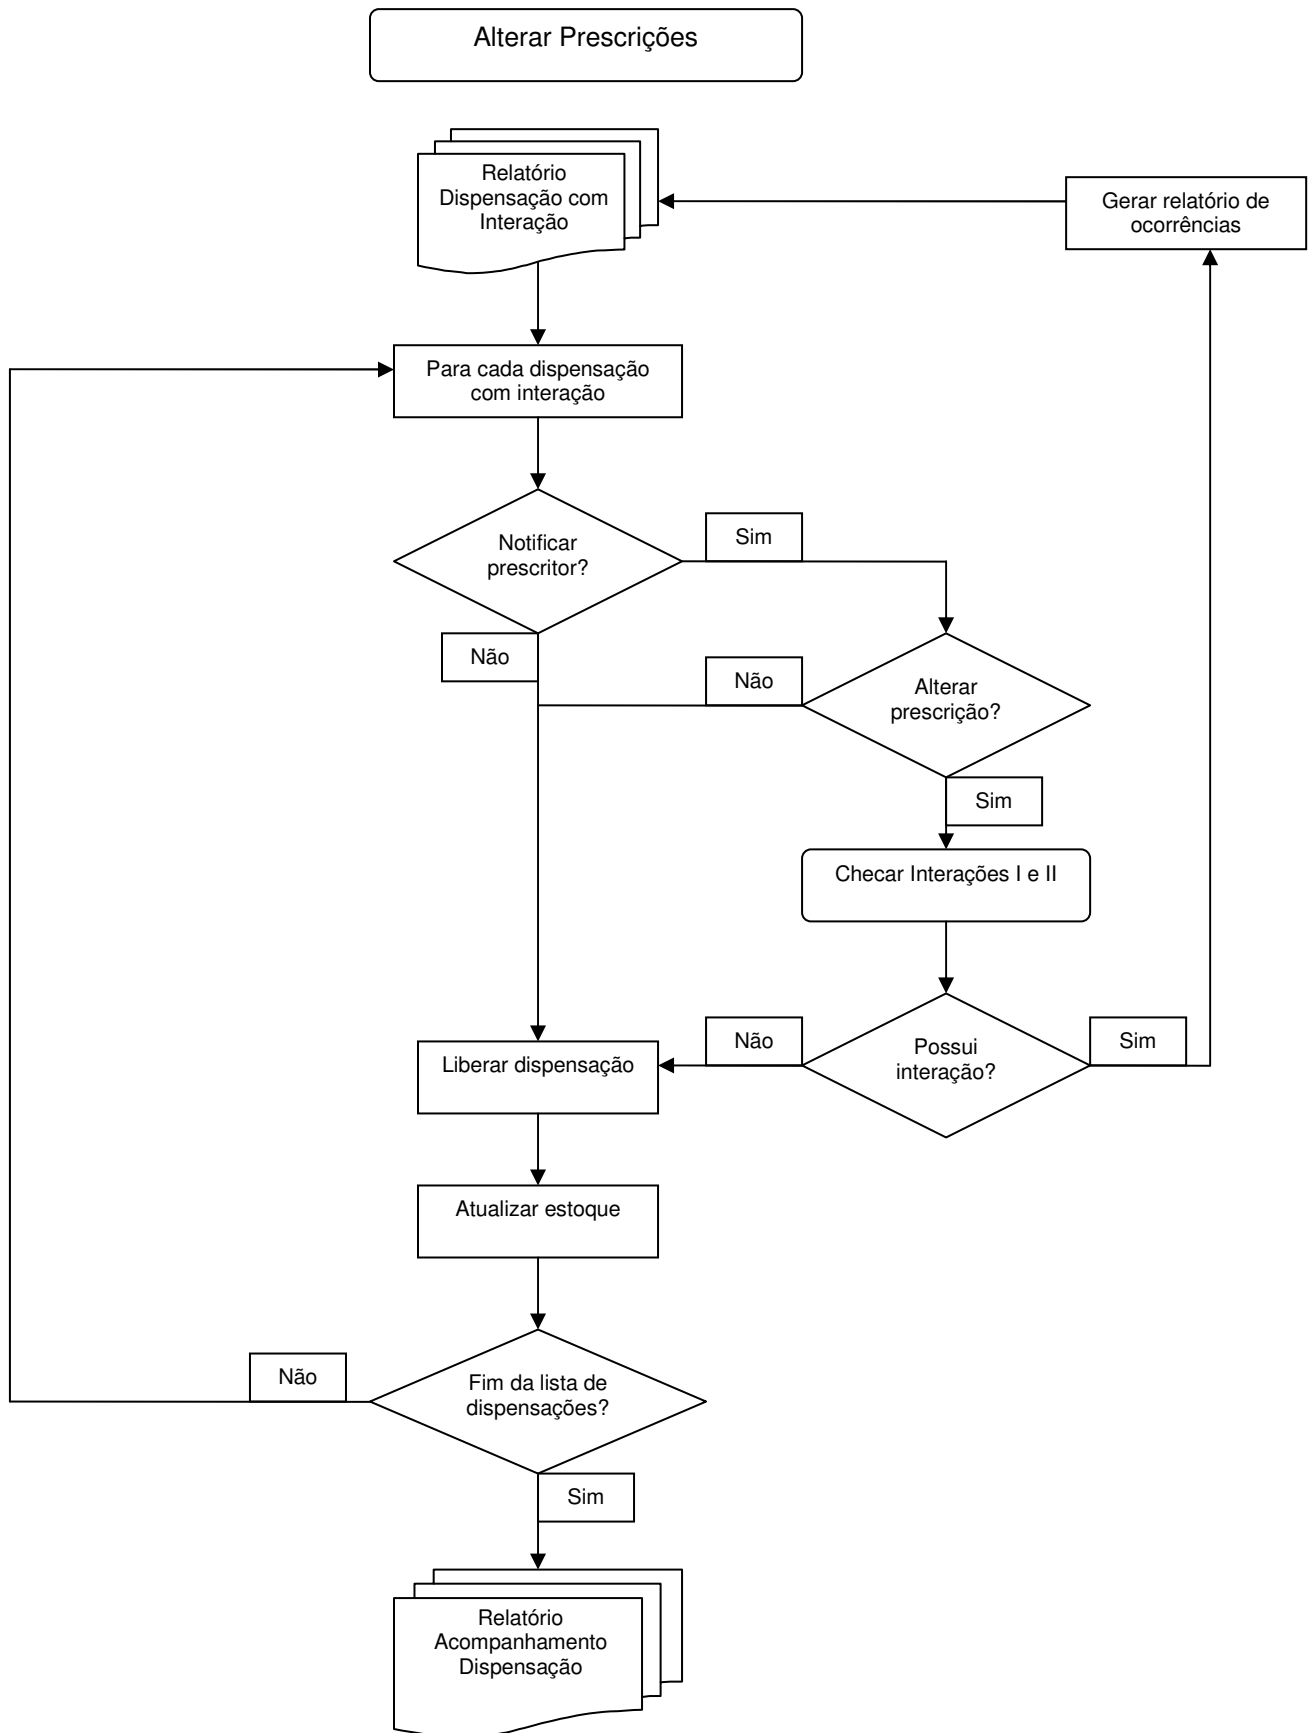 Alterar Prescrições
Relatório
Dispensação com
Interação
Gerar relatório de
ocorrências
Para cada dispensação
com interação
Notificar
prescritor?
Sim
Não
Não
Alterar
prescrição?
Sim
Checar Interações I e II
Liberar dispensação
Não
Possui
interação?
Sim
Atualizar estoque
Não
Fim da lista de
dispensações?
Sim
Relatório
Acompanhamento
Dispensação